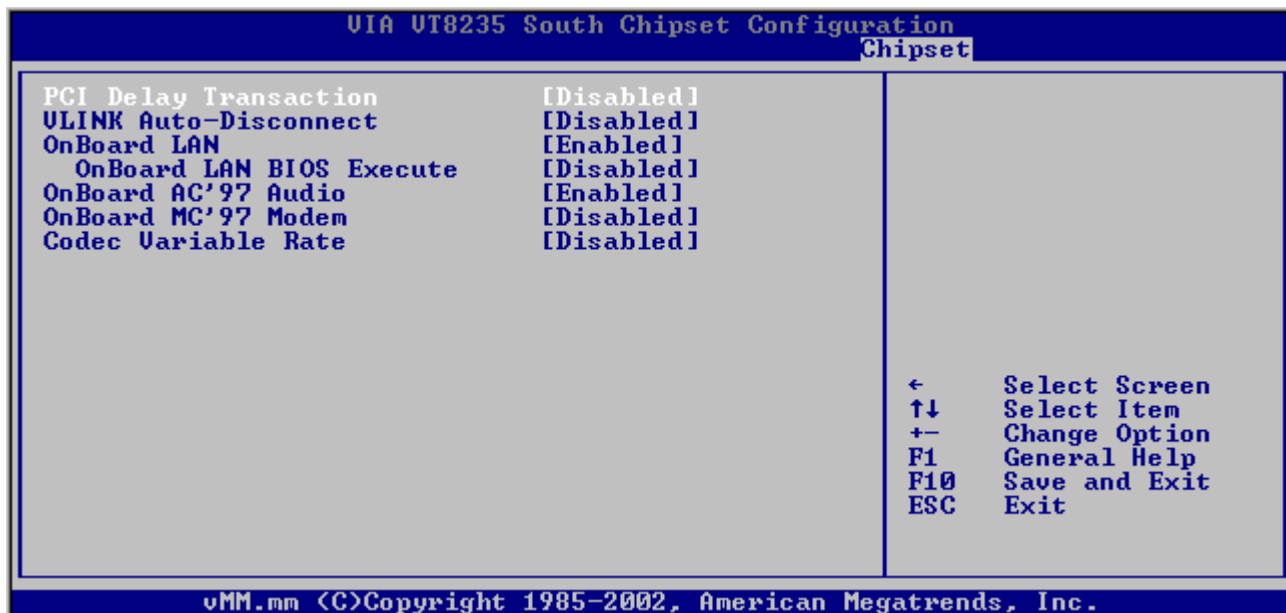 VIA VT8235 South Chipset Configuration
Chipset
PCI Delay Transaction [Disabled]
VLINK Auto-Disconnect [Disabled]
OnBoard LAN [Enabled]
OnBoard LAN BIOS Execute [Disabled]
OnBoard AC'97 Audio [Enabled]
OnBoard MC'97 Modem [Disabled]
Codec Variable Rate [Disabled]
← Select Screen
↑↓ Select Item
+- Change Option
F1 General Help
F10 Save and Exit
ESC Exit
vMM.mm (C)Copyright 1985-2002, American Megatrends, Inc.